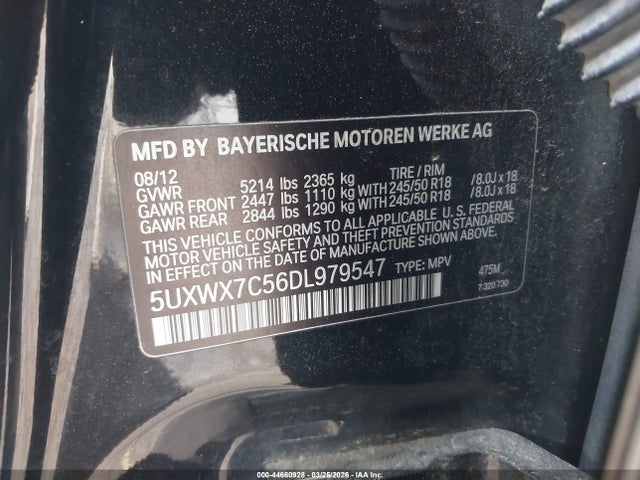 MFD BY BAYERISCHE MOTOREN WERKE AG
08/12 TIRE / RIM
GVWR 5214 lbs 2365 kg
GAWR FRONT 2447 lbs 1110 kg WITH 245/50 R18 / 8.0J x 18
GAWR REAR 2844 lbs 1290 kg WITH 245/50 R18 / 8.0J x 18
THIS VEHICLE CONFORMS TO ALL APPLICABLE U. S. FEDERAL
MOTOR VEHICLE SAFETY AND THEFT PREVENTION STANDARDS
IN EFFECT ON THE DATE OF MANUFACTURE SHOWN ABOVE.
5UXWX7C56DL979547 TYPE: MPV 475M
7 320 730
000-44660928 - 03/25/2026 - IAA Inc.